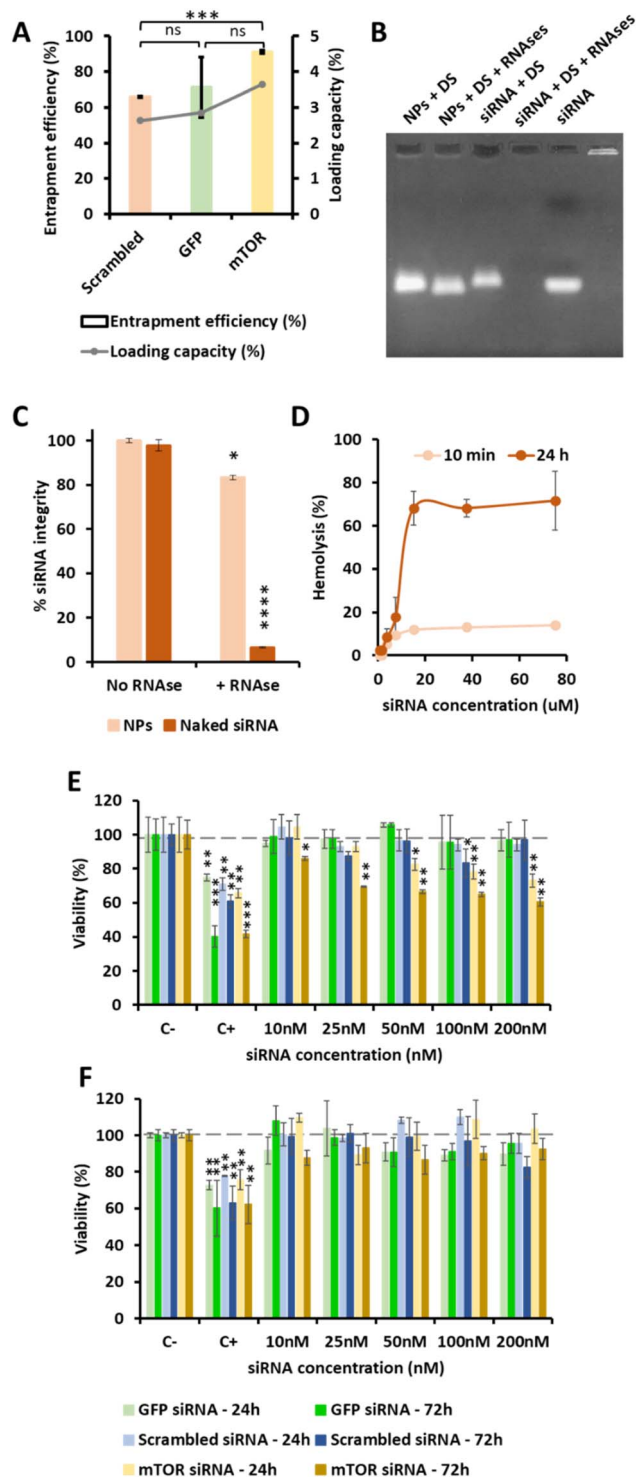 A
***
ns
ns
Entrapment efficiency (%)
100
80
60
40
20
0
5
4
3
2
1
0
Loading capacity (%)
Scrambled
GFP
mTOR
Entrapment efficiency (%)
Loading capacity (%)
B
NPs + DS
NPs + DS + RNAses
siRNA + DS
siRNA + DS + RNAses
siRNA
C
% siRNA integrity
100
80
60
40
20
0
*
****
No RNAse
+ RNAse
NPs
Naked siRNA
D
10 min
24 h
Hemolysis (%)
100
80
60
40
20
0
0
20
40
60
80
siRNA concentration (uM)
E
Viability (%)
120
100
80
60
40
20
0
C-
C+
10nM
25nM
50nM
100nM
200nM
siRNA concentration (nM)
F
Viability (%)
120
100
80
60
40
20
0
C-
C+
10nM
25nM
50nM
100nM
200nM
siRNA concentration (nM)
GFP siRNA - 24h
GFP siRNA - 72h
Scrambled siRNA - 24h
Scrambled siRNA - 72h
mTOR siRNA - 24h
mTOR siRNA - 72h